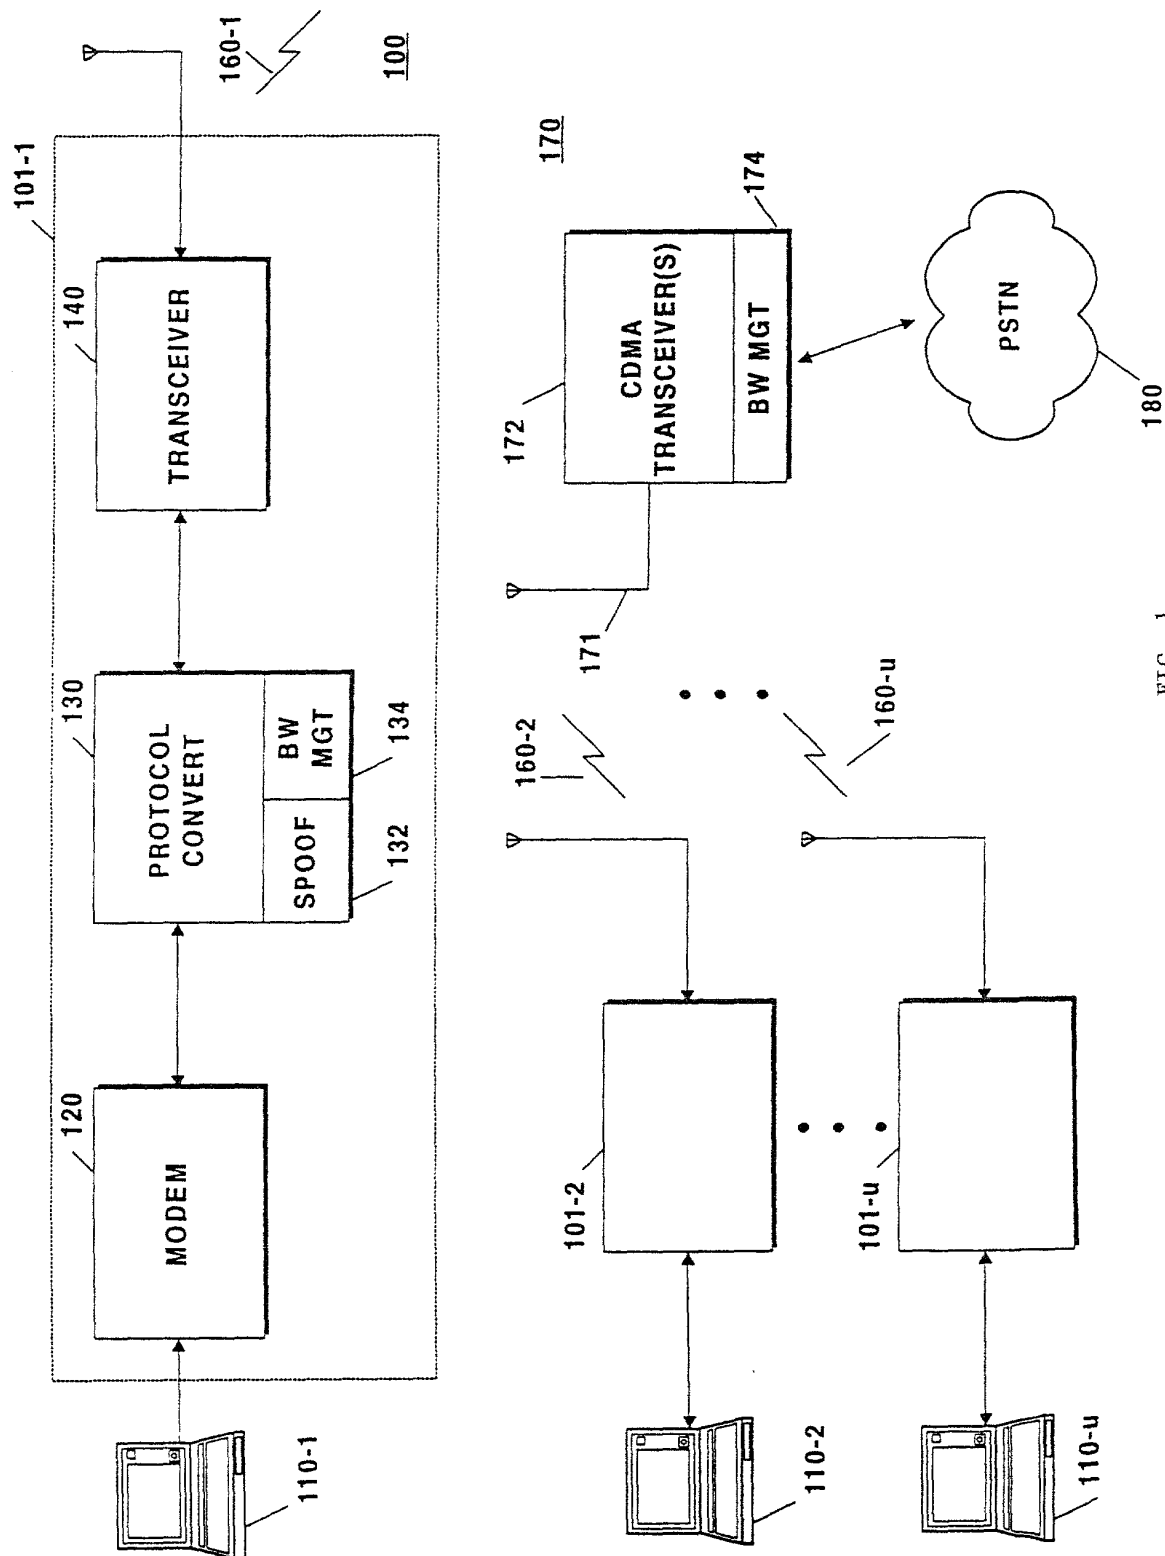 101-1
120
130
140
MODEM
PROTOCOL
CONVERT
TRANSCEIVER
SPOOF
BW
MGT
132
134
160-1
100
110-1
170
172
CDMA
TRANSCEIVER(S)
BW MGT
174
171
160-2
160-u
101-2
101-u
110-2
110-u
PSTN
180
FIG. 1